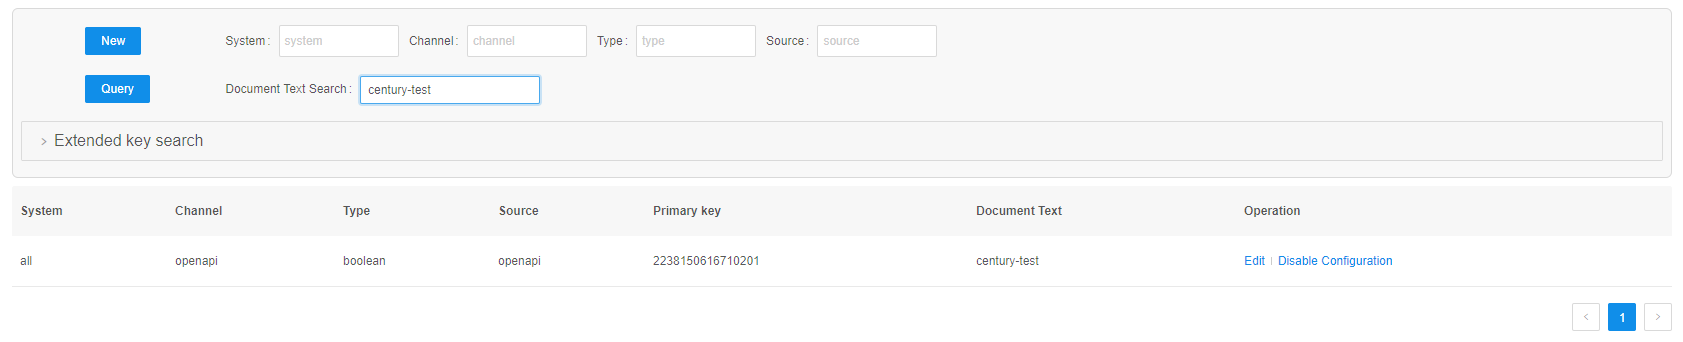 New System : system Channel : channel Type : type Source : source
Query Document Text Search : century-test
> Extended key search
System Channel Type Source Primary key Document Text Operation
all openapi boolean openapi 2238150616710201 century-test Edit | Disable Configuration
< 1 >